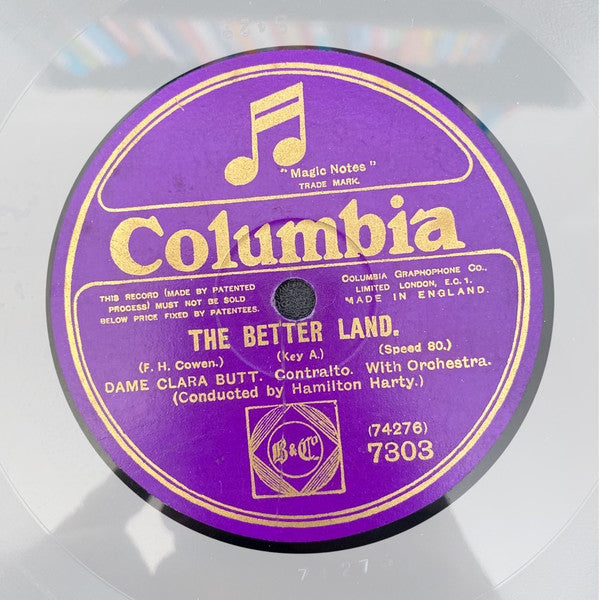 "Magic Notes"
TRADE MARK.
Columbia
THIS RECORD (MADE BY PATENTED
PROCESS) MUST NOT BE SOLD
BELOW PRICE FIXED BY PATENTEES.
COLUMBIA GRAPHOPHONE CO.,
LIMITED LONDON, E.C.1.
MADE IN ENGLAND.
THE BETTER LAND.
(F. H. Cowen.) (Key A.) (Speed 80.)
DAME CLARA BUTT. Contralto. With Orchestra.
(Conducted by Hamilton Harty.)
B & Co
(74276)
7303